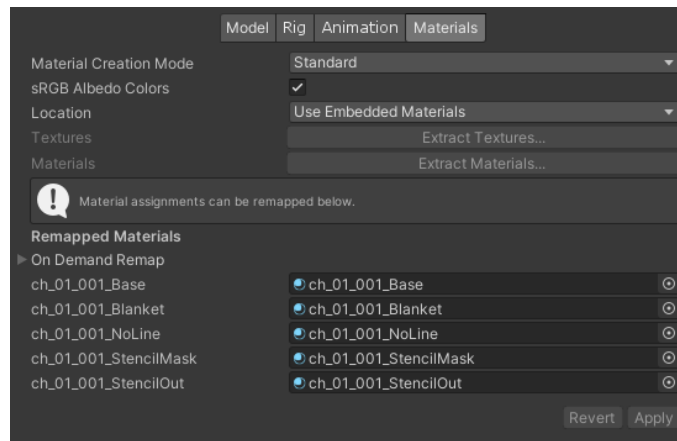 Model Rig Animation Materials
Material Creation Mode Standard
sRGB Albedo Colors
Location Use Embedded Materials
Textures Extract Textures...
Materials Extract Materials...
Material assignments can be remapped below.
Remapped Materials
On Demand Remap
ch_01_001_Base ch_01_001_Base
ch_01_001_Blanket ch_01_001_Blanket
ch_01_001_NoLine ch_01_001_NoLine
ch_01_001_StencilMask ch_01_001_StencilMask
ch_01_001_StencilOut ch_01_001_StencilOut
Revert Apply